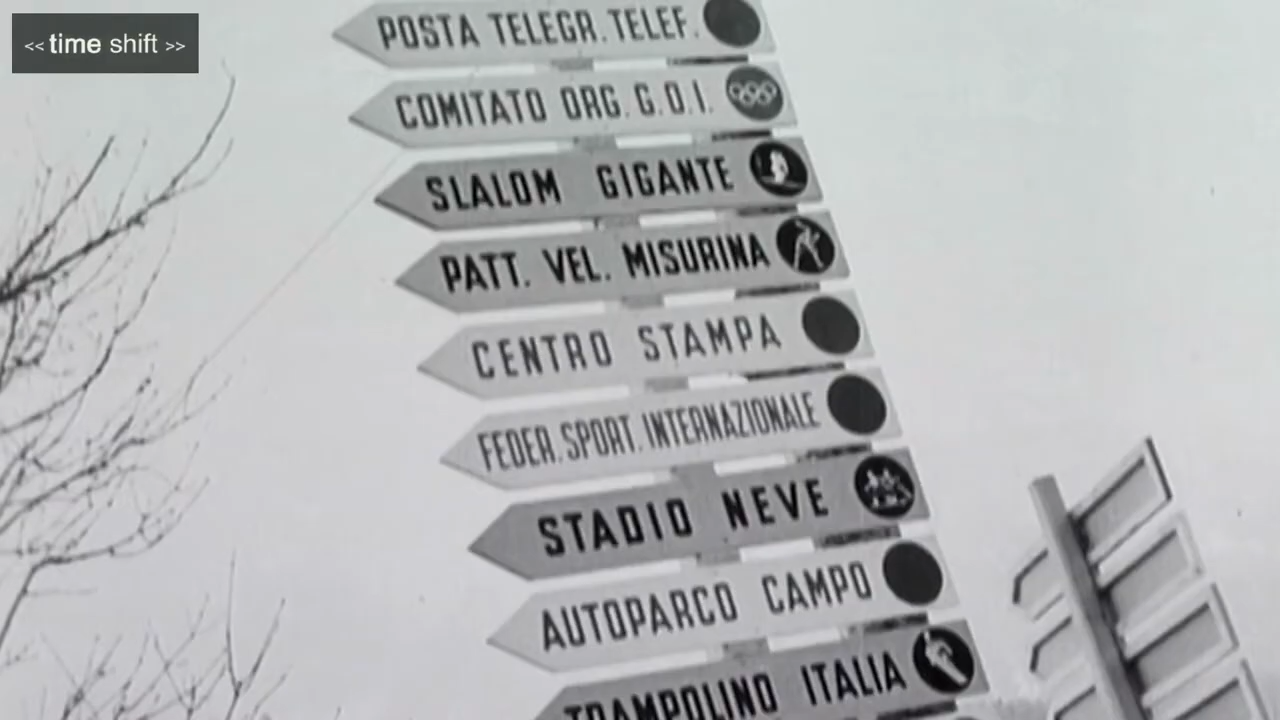 << time shift >>
POSTA TELEGR. TELEF.
COMITATO ORG. G.O.I.
SLALOM GIGANTE
PATT. VEL. MISURINA
CENTRO STAMPA
FEDER. SPORT. INTERNAZIONALE
STADIO NEVE
AUTOPARCO CAMPO
TRAMPOLINO ITALIA